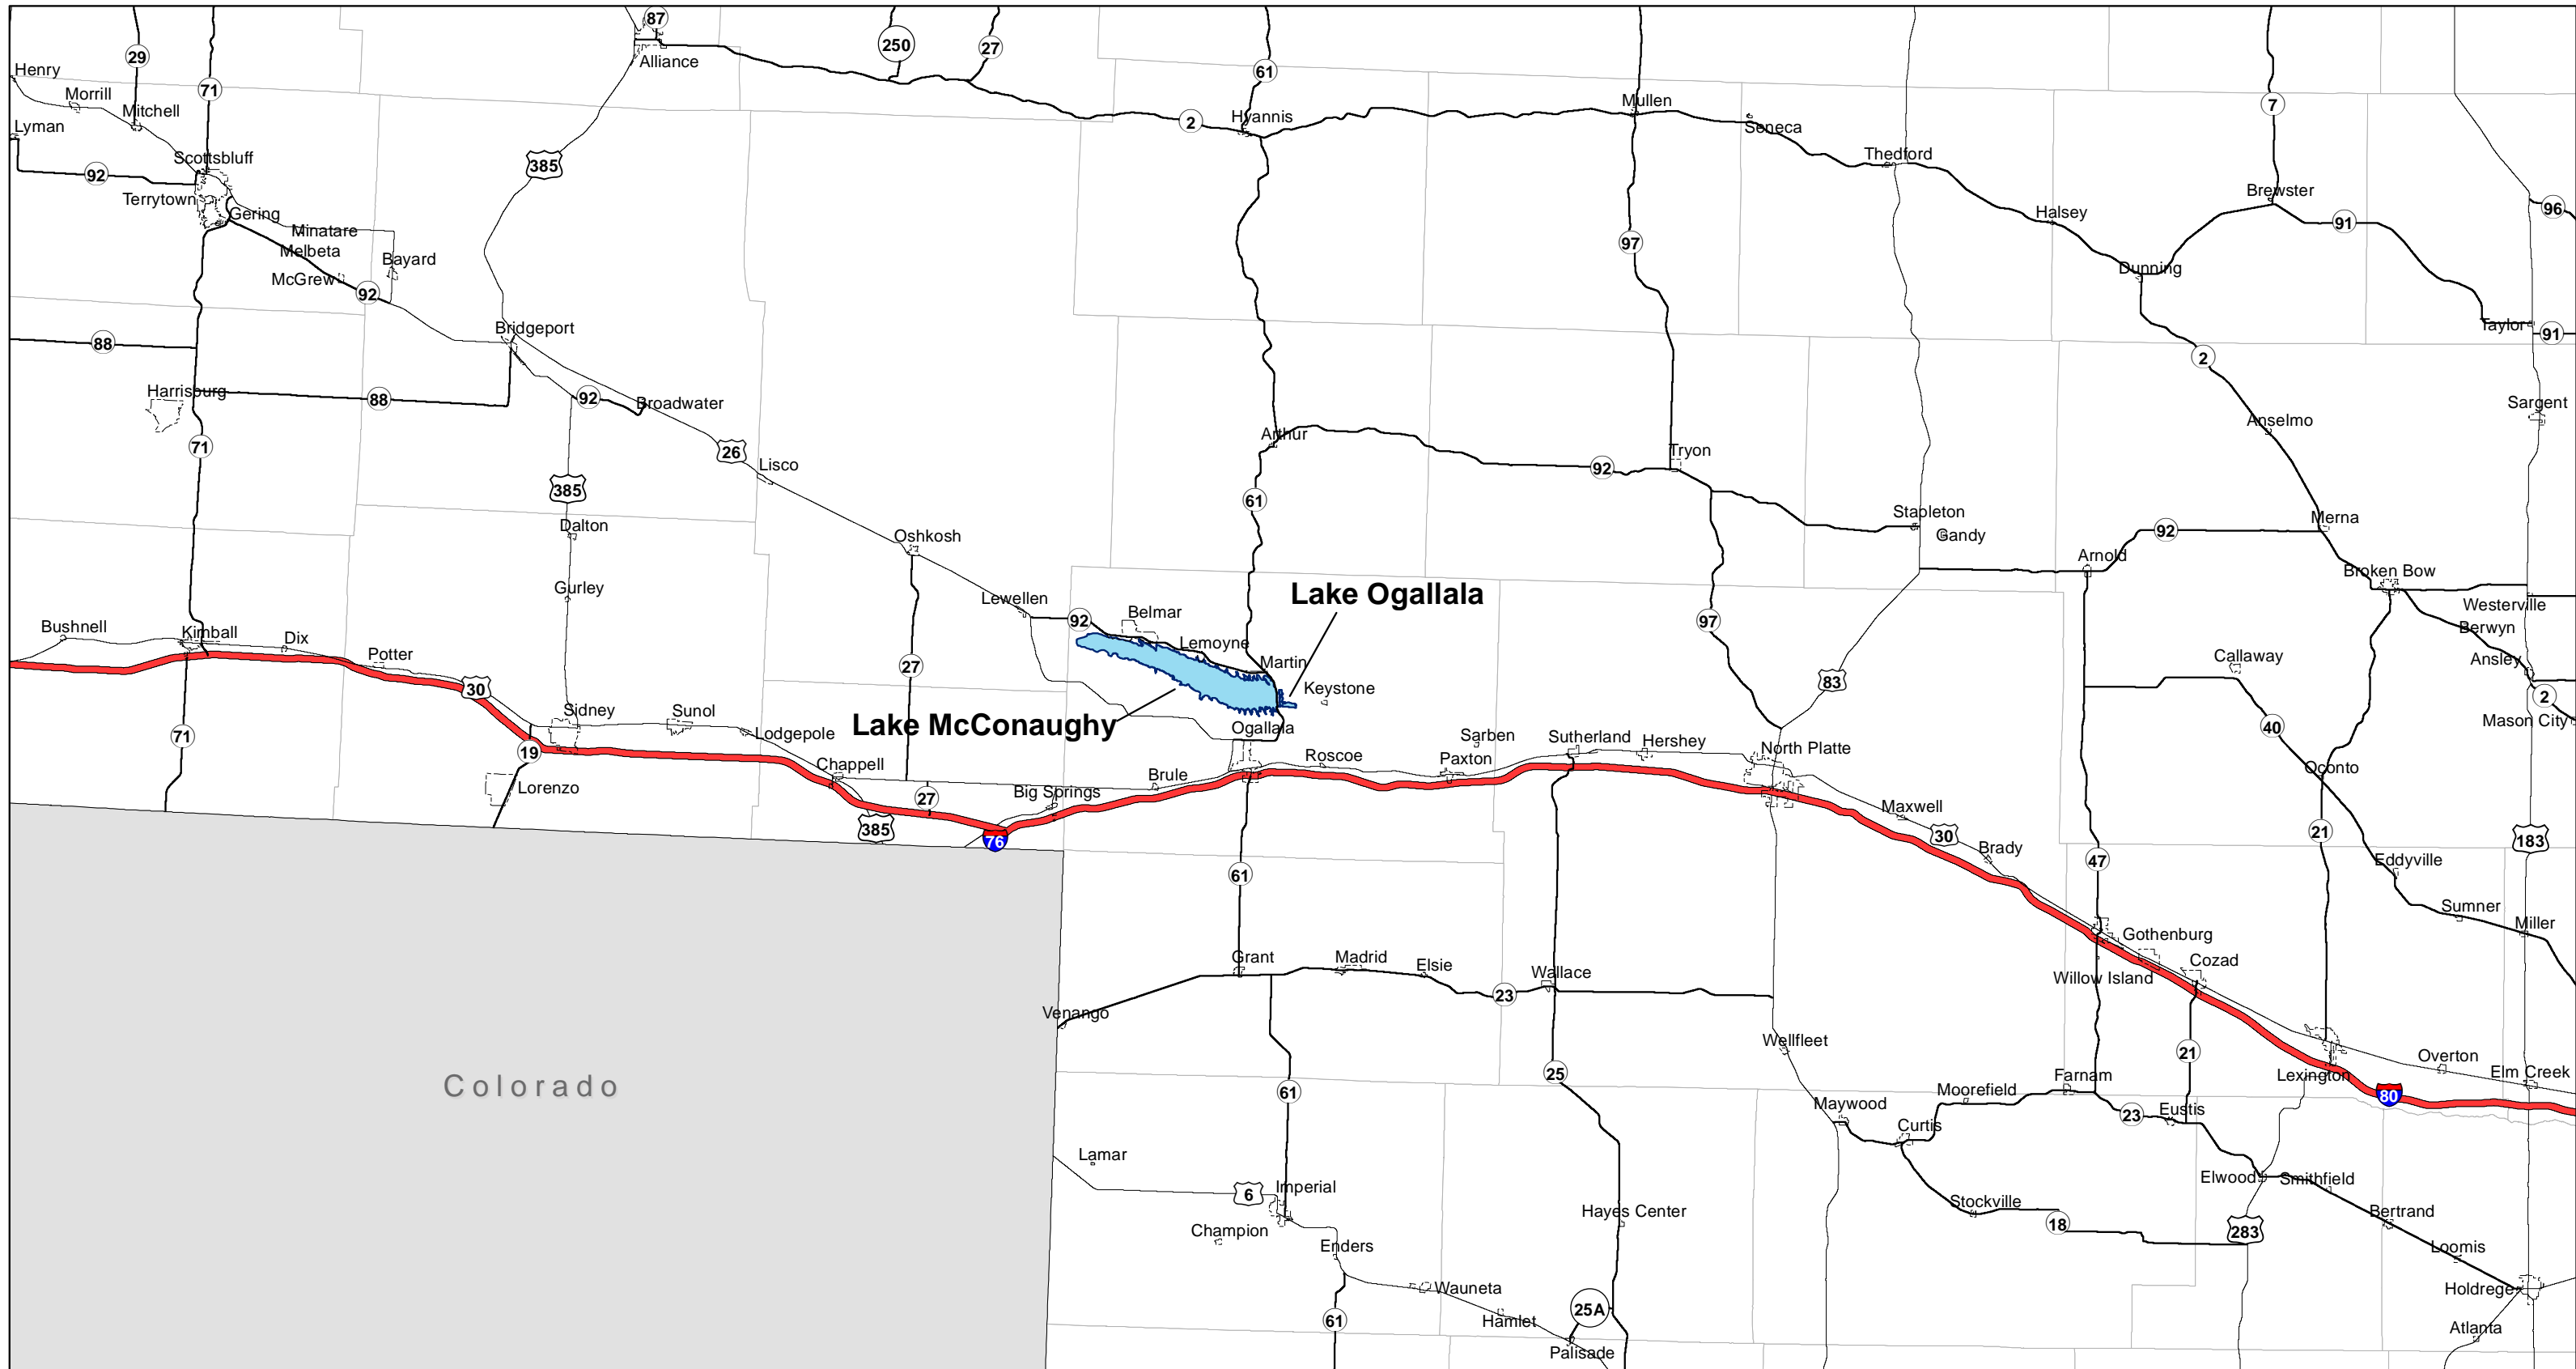 87
29
250
27
Alliance
61
Henry
71
Morrill
Mitchell
Mullen
7
Lyman
2
Hyannis
Seneca
Scottsbluff
385
Thedford
92
Terrytown
Gering
Brewster
96
Minatare
Halsey
91
Melbeta
97
Bayard
McGrew
Dunning
92
Bridgeport
Taylor
91
88
2
Harrisburg
88
92
Broadwater
Sargent
Anselmo
71
26
Arthur
Tryon
Lisco
92
385
61
Stapleton
Merna
Dalton
Oshkosh
Gandy
92
Arnold
Broken Bow
Gurley
Lake Ogallala
Lewellen
Belmar
92
Westerville
Bushnell
Kimball
Dix
97
Berwyn
Lemoyne
Potter
Martin
Callaway
Ansley
27
30
Keystone
83
2
Sidney
Sunol
Lake McConaughy
Mason City
71
Lodgepole
Ogallala
40
19
Sarben
Sutherland
Hershey
North Platte
Chappell
Brule
Roscoe
Paxton
Oconto
Lorenzo
27
Big Springs
Maxwell
30
385
76
21
183
Brady
47
61
Eddyville
Sumner
Miller
Gothenburg
Grant
Madrid
Elsie
Wallace
Cozad
Willow Island
23
Venango
Wellfleet
21
Overton
25
Lexington
Elm Creek
Colorado
61
Moorefield
Farnam
80
Maywood
23
Eustis
Curtis
Lamar
Elwood
Smithfield
6
Imperial
Stockville
Hayes Center
18
Bertrand
Champion
283
Enders
Loomis
Wauneta
Holdrege
25A
61
Hamlet
Atlanta
Palisade